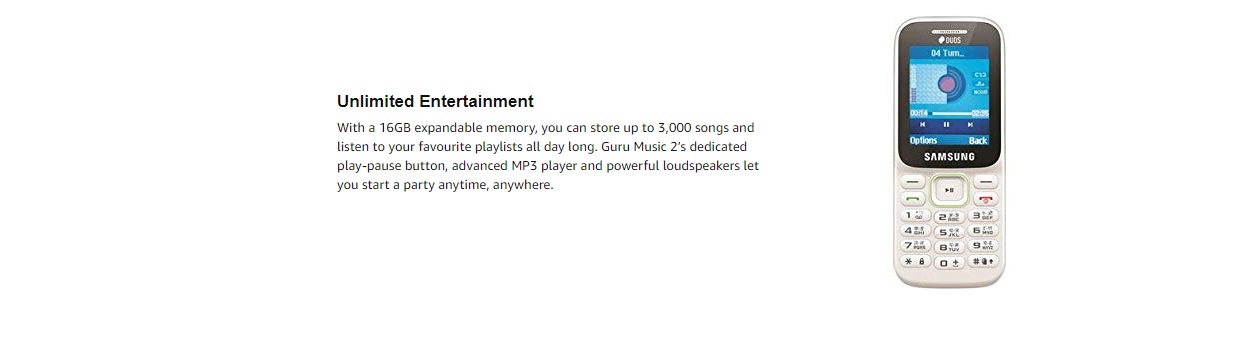 Unlimited Entertainment
With a 16GB expandable memory, you can store up to 3,000 songs and
listen to your favourite playlists all day long. Guru Music 2's dedicated
play-pause button, advanced MP3 player and powerful loudspeakers let
you start a party anytime, anywhere.
DUOS
04 Tum...
NORM
00:14 02:35
Options Back
SAMSUNG
1 2 ABC 3 DEF
4 GHI 5 JKL 6 MNO
7 PQRS 8 TUV 9 WXYZ
* 0 ± #